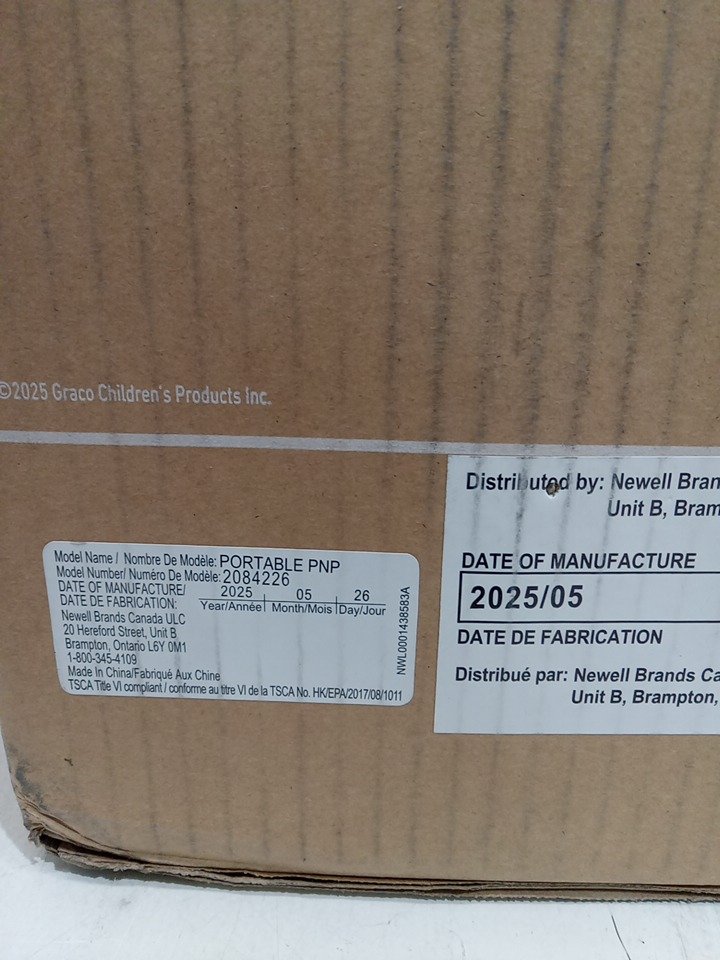 ©2025 Graco Children's Products Inc.
Distributed by: Newell Bran
Unit B, Bram
DATE OF MANUFACTURE
2025/05
DATE DE FABRICATION
Distribué par: Newell Brands Ca
Unit B, Brampton,
Model Name / Nombre De Modèle: PORTABLE PNP
Model Number/ Numéro De Modèle: 2084226
DATE OF MANUFACTURE/
DATE DE FABRICATION:
2025 05 26
Year/Année Month/Mois Day/Jour
Newell Brands Canada ULC
20 Hereford Street, Unit B
Brampton, Ontario L6Y 0M1
1-800-345-4109
Made In China/Fabriqué Aux Chine
TSCA Title VI compliant / conforme au titre VI de la TSCA No. HK/EPA/2017/08/1011
NWL0001438583A